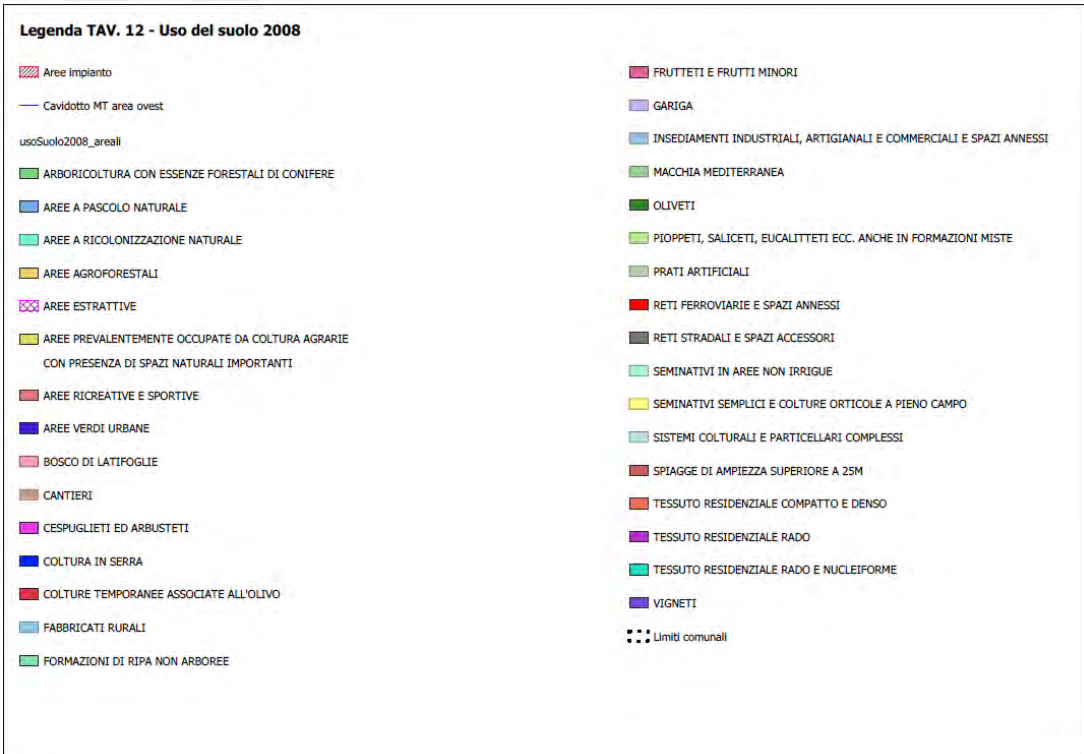 Legenda TAV. 12 - Uso del suolo 2008
Aree impianto
Cavidotto MT area ovest
usoSuolo2008_areali
ARBORICOLTURA CON ESSENZE FORESTALI DI CONIFERE
AREE A PASCOLO NATURALE
AREE A RICOLONIZZAZIONE NATURALE
AREE AGROFORESTALI
AREE ESTRATTIVE
AREE PREVALENTEMENTE OCCUPATE DA COLTURA AGRARIE
CON PRESENZA DI SPAZI NATURALI IMPORTANTI
AREE RICREATIVE E SPORTIVE
AREE VERDI URBANE
BOSCO DI LATIFOGLIE
CANTIERI
CESPUGLIETI ED ARBUSTETI
COLTURA IN SERRA
COLTURE TEMPORANEE ASSOCIATE ALL'OLIVO
FABBRICATI RURALI
FORMAZIONI DI RIPA NON ARBOREE
FRUTTETI E FRUTTI MINORI
GARIGA
INSEDIAMENTI INDUSTRIALI, ARTIGIANALI E COMMERCIALI E SPAZI ANNESSI
MACCHIA MEDITERRANEA
OLIVETI
PIOPPETI, SALICETI, EUCALITTETI ECC. ANCHE IN FORMAZIONI MISTE
PRATI ARTIFICIALI
RETI FERROVIARIE E SPAZI ANNESSI
RETI STRADALI E SPAZI ACCESSORI
SEMINATIVI IN AREE NON IRRIGUE
SEMINATIVI SEMPLICI E COLTURE ORTICOLE A PIENO CAMPO
SISTEMI COLTURALI E PARTICELLARI COMPLESSI
SPIAGGE DI AMPIEZZA SUPERIORE A 25M
TESSUTO RESIDENZIALE COMPATTO E DENSO
TESSUTO RESIDENZIALE RADO
TESSUTO RESIDENZIALE RADO E NUCLEIFORME
VIGNETI
Limiti comunali